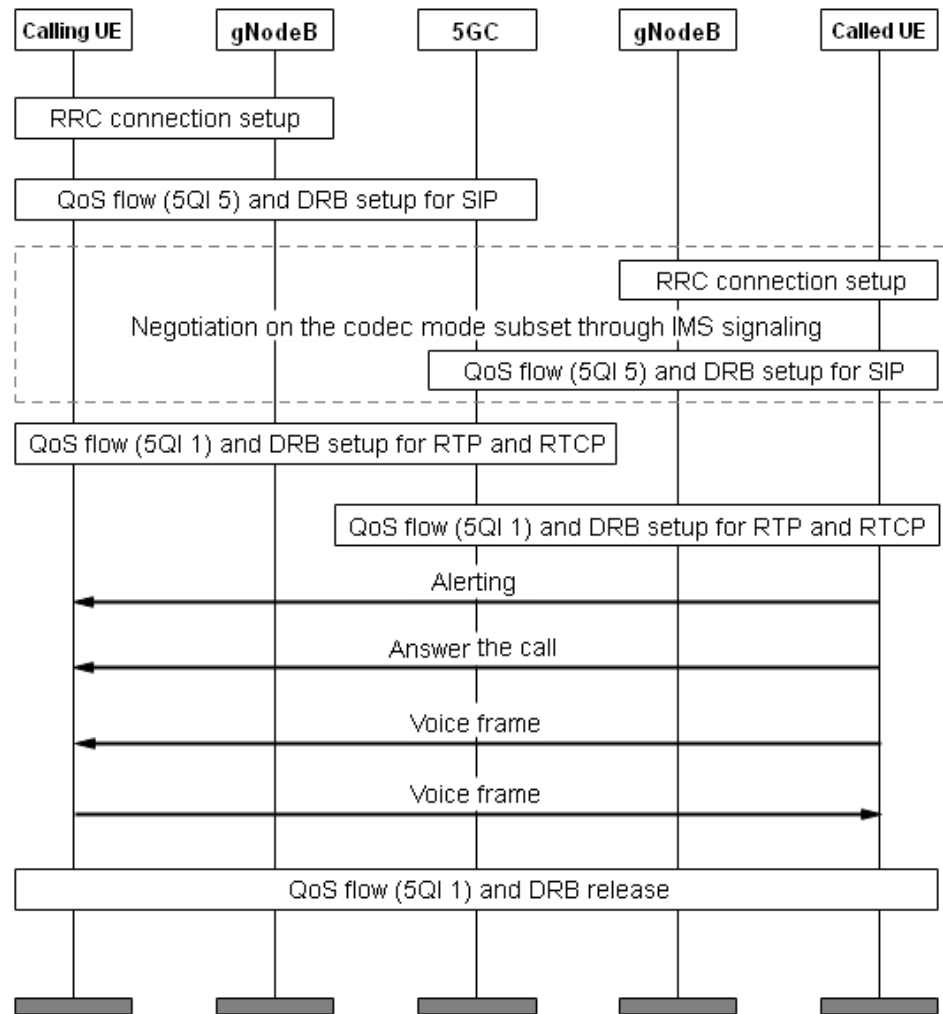 Calling UE
gNodeB
5GC
gNodeB
Called UE
RRC connection setup
QoS flow (5QI 5) and DRB setup for SIP
RRC connection setup
Negotiation on the codec mode subset through IMS signaling
QoS flow (5QI 5) and DRB setup for SIP
QoS flow (5QI 1) and DRB setup for RTP and RTCP
QoS flow (5QI 1) and DRB setup for RTP and RTCP
Alerting
Answer the call
Voice frame
Voice frame
QoS flow (5QI 1) and DRB release